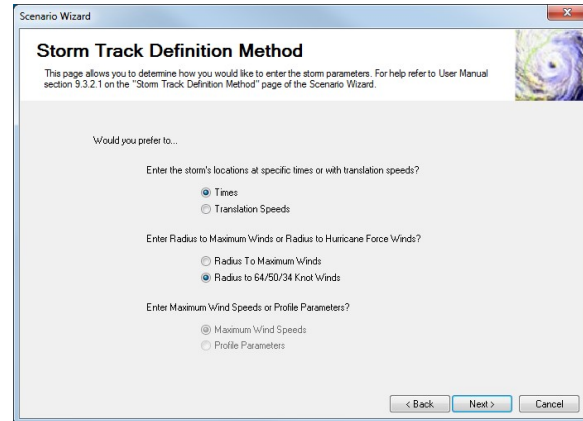 Scenario Wizard
Storm Track Definition Method
This page allows you to determine how you would like to enter the storm parameters. For help refer to User Manual
section 9.3.2.1 on the "Storm Track Definition Method" page of the Scenario Wizard.
Would you prefer to...
Enter the storm's locations at specific times or with translation speeds?
Times
Translation Speeds
Enter Radius to Maximum Winds or Radius to Hurricane Force Winds?
Radius To Maximum Winds
Radius to 64/50/34 Knot Winds
Enter Maximum Wind Speeds or Profile Parameters?
Maximum Wind Speeds
Profile Parameters
< Back Next > Cancel